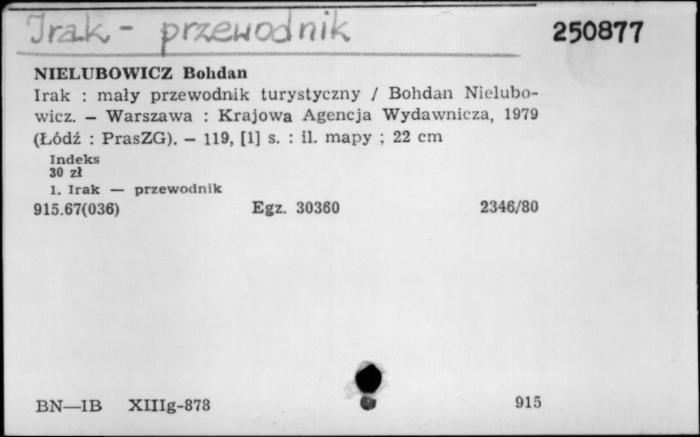 Irak - przewodnik 250877
NIELUBOWICZ Bohdan
Irak : mały przewodnik turystyczny / Bohdan Nielubo-
wicz. — Warszawa : Krajowa Agencja Wydawnicza, 1979
(Łódź : PrasZG). — 119, [1] s. : il. mapy ; 22 cm
Indeks
30 zł
1. Irak — przewodnik
915.67(036) Egz. 30360 2346/80
BN—IB XIIIg-878 915